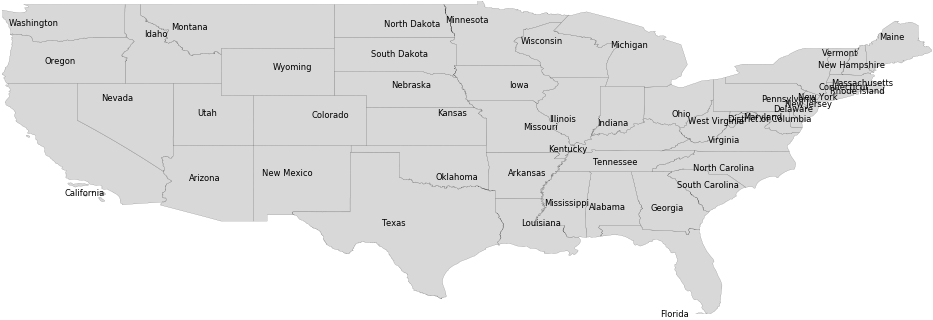 Washington
Montana
Idaho
North Dakota
Minnesota
Wisconsin
Michigan
Maine
Vermont
New Hampshire
Oregon
Wyoming
South Dakota
Nebraska
Iowa
Massachusetts
Connecticut
Rhode Island
Nevada
Utah
Colorado
Kansas
Missouri
Illinois
Indiana
Ohio
Pennsylvania
New York
New Jersey
Delaware
Maryland
District of Columbia
West Virginia
Virginia
Kentucky
Tennessee
North Carolina
South Carolina
California
Arizona
New Mexico
Oklahoma
Arkansas
Mississippi
Alabama
Georgia
Texas
Louisiana
Florida